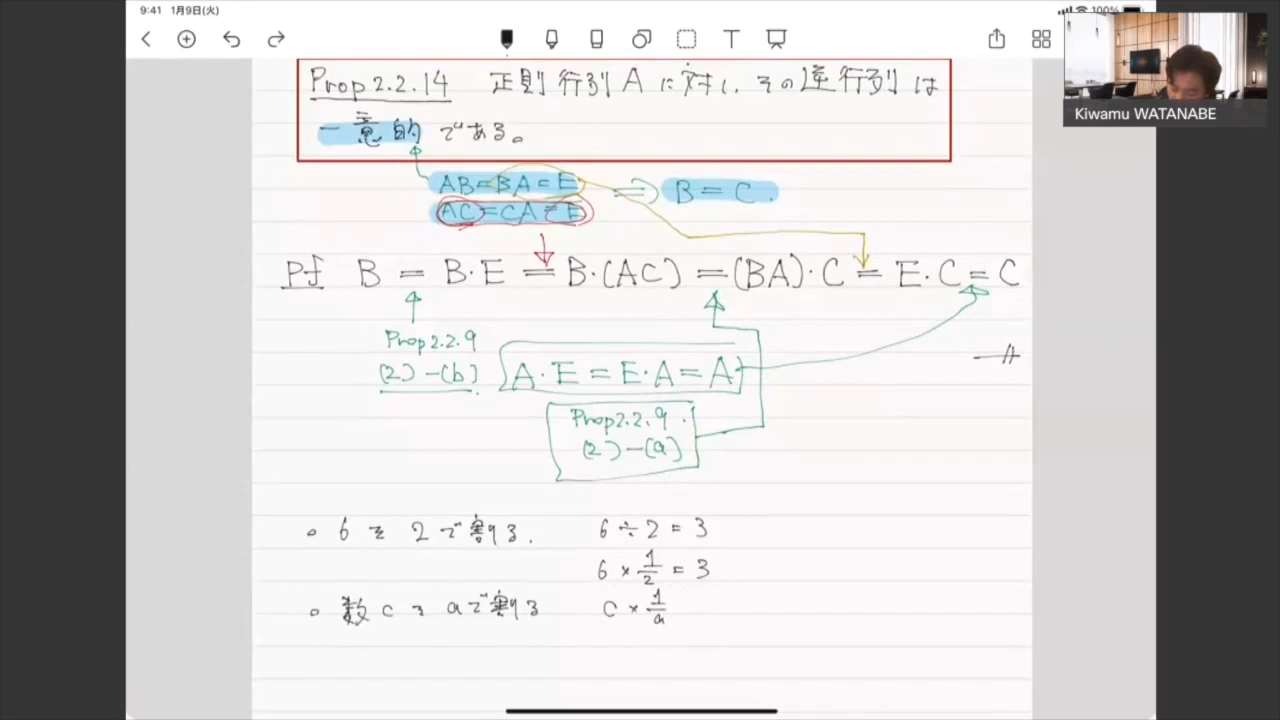 9:41 1月9日(火)
100%
Kiwamu WATANABE
Prop 2.2.14 正則行列 A に対し、その逆行列は
一意的である。
AB=BA=E ⇒ B=C.
AC=CA=E
Pf B = B・E = B・(AC) = (BA)・C = E・C = C
Prop 2.2.9
(2)-(b)
A・E = E・A = A
Prop 2.2.9.
(2)-(a)
○ 6を2で割る. 6÷2=3
6×1/2=3
○ 数cをaで割る c×1/a